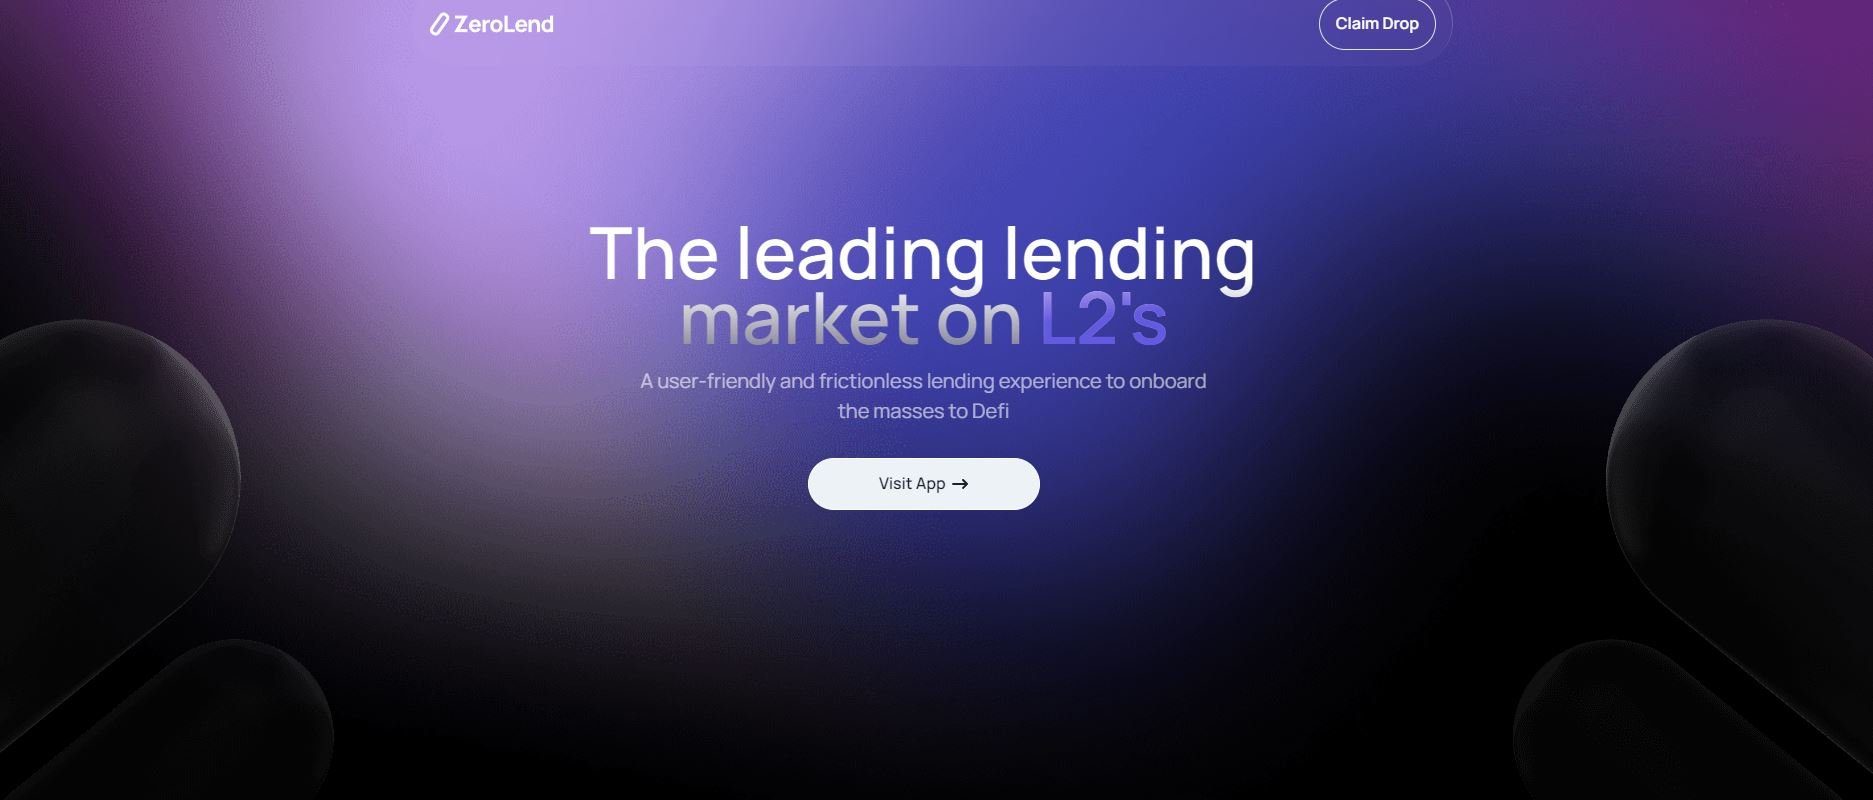 ZeroLend
Claim Drop
The leading lending
market on L2's
A user-friendly and frictionless lending experience to onboard
the masses to Defi
Visit App →